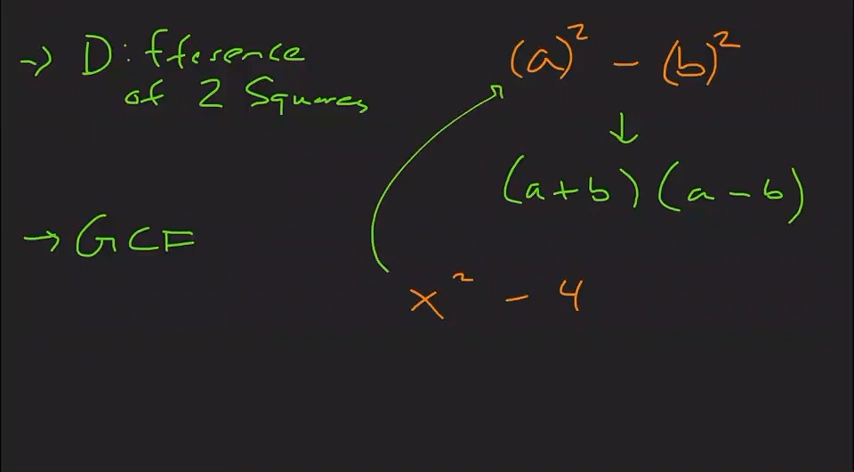 → Difference
of 2 Squares
(a)² - (b)²
↓
(a+b)(a-b)
→ GCF
x² - 4